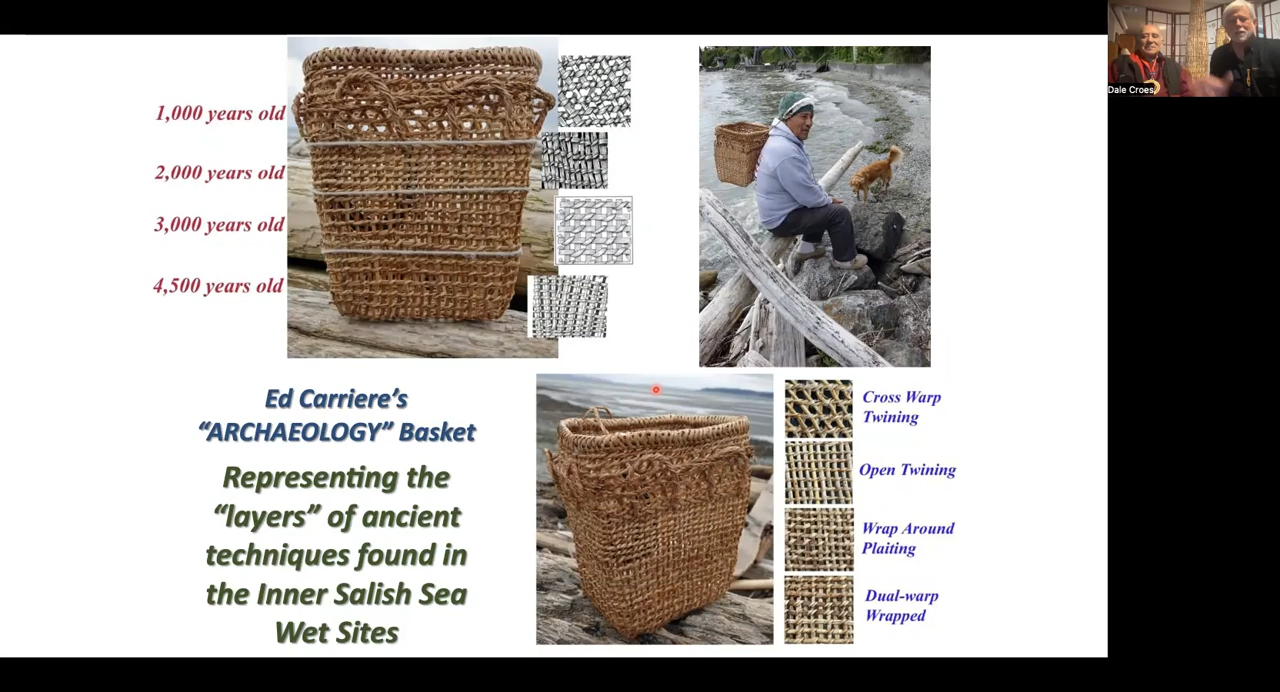 1,000 years old
2,000 years old
3,000 years old
4,500 years old
Ed Carriere's
"ARCHAEOLOGY" Basket
Representing the
"layers" of ancient
techniques found in
the Inner Salish Sea
Wet Sites
Cross Warp
Twining
Open Twining
Wrap Around
Plaiting
Dual-warp
Wrapped
Dale Croes